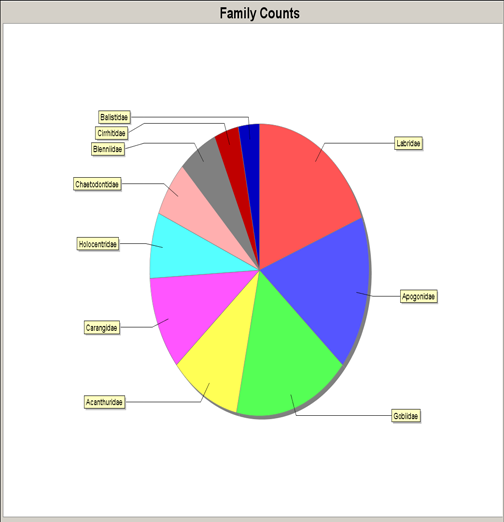 Family Counts
Balistidae
Cirrhitidae
Blenniidae
Labridae
Chaetodontidae
Holocentridae
Apogonidae
Carangidae
Acanthuridae
Gobiidae